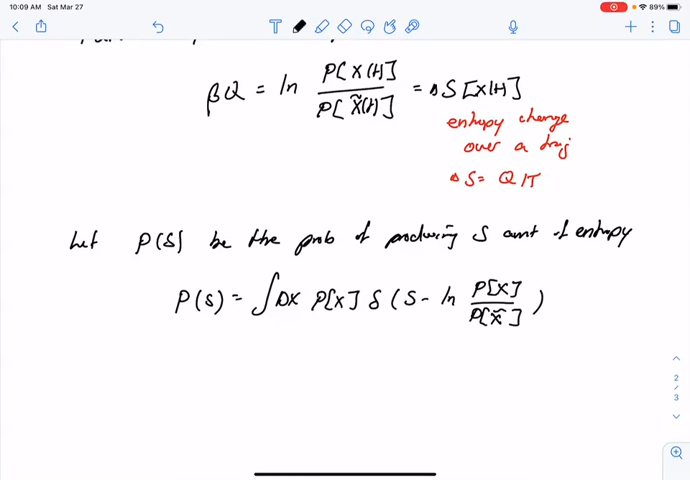 10:09 AM Sat Mar 27
89%
βQ = ln P[X(t)] / P[X̃(t)] = ΔS[X(t)]
entropy change
over a traj
ΔS = Q/T
Let P(S) be the prob of producing S amt of entropy
P(S) = ∫DX P[X] δ(S - ln P[X] / P[X̃])
2
/
3